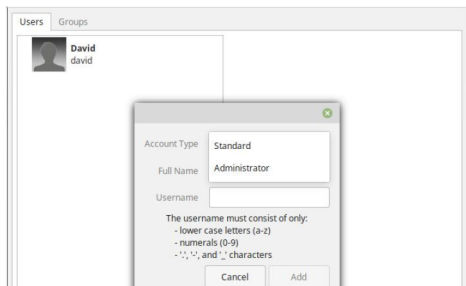 Users Groups
David
david
Account Type
Standard
Full Name
Administrator
Username
The username must consist of only:
- lower case letters (a-z)
- numerals (0-9)
- '.', '-', and '_' characters
Cancel Add